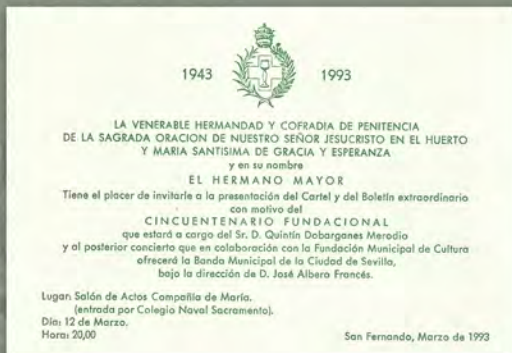 1943 1993
LA VENERABLE HERMANDAD Y COFRADIA DE PENITENCIA
DE LA SAGRADA ORACION DE NUESTRO SEÑOR JESUCRISTO EN EL HUERTO
Y MARIA SANTISIMA DE GRACIA Y ESPERANZA
y en su nombre
EL HERMANO MAYOR
Tiene el placer de invitarle a la presentación del Cartel y del Boletín extraordinario
con motivo del
CINCUENTENARIO FUNDACIONAL
que estará a cargo del Sr. D. Quintín Dobarganes Merodio
y al posterior concierto que en colaboración con la Fundación Municipal de Cultura
ofrecerá la Banda Municipal de la Ciudad de Sevilla,
bajo la dirección de D. José Albero Francés.
Lugar: Salón de Actos Compañía de María.
(entrada por Colegio Naval Sacramento).
Día: 12 de Marzo.
Hora: 20,00
San Fernando, Marzo de 1993